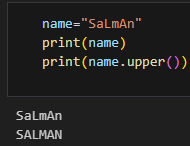 name="SaLmAn"
print(name)
print(name.upper())
SaLmAn
SALMAN